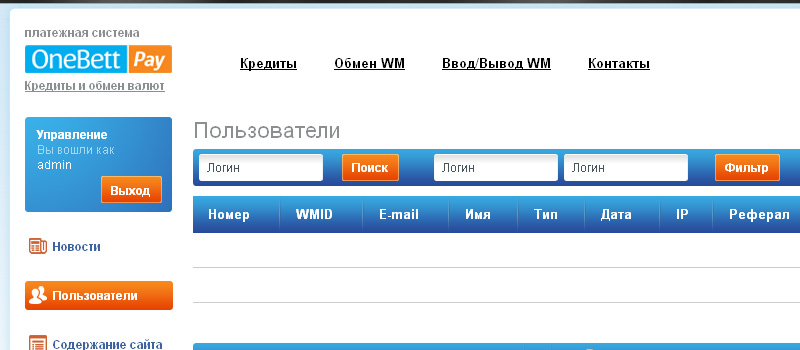 платежная система
OneBett Pay
Кредиты и обмен валют
Кредиты Обмен WM Ввод/Вывод WM Контакты
Управление
Вы вошли как
admin
Выход
Новости
Пользователи
Содержание сайта
Пользователи
Логин Поиск Логин Логин Фильтр
Номер WMID E-mail Имя Тип Дата IP Реферал